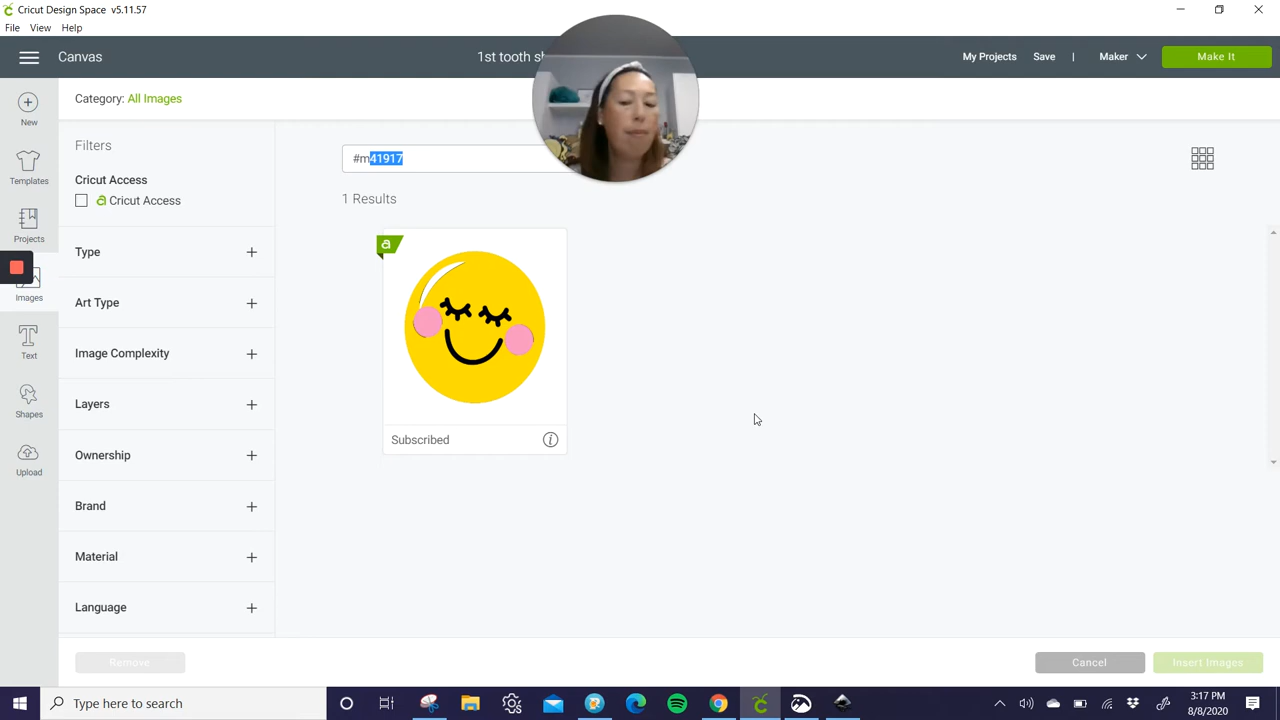 Cricut Design Space v5.11.57
File View Help
Canvas
1st tooth sh
My Projects Save | Maker Make It
New
Templates
Projects
Images
Text
Shapes
Upload
Category: All Images
Filters
Cricut Access
a Cricut Access
Type +
Art Type +
Image Complexity +
Layers +
Ownership +
Brand +
Material +
Language +
#m41917
1 Results
a
Subscribed
Remove
Cancel Insert Images
Type here to search
3:17 PM
8/8/2020